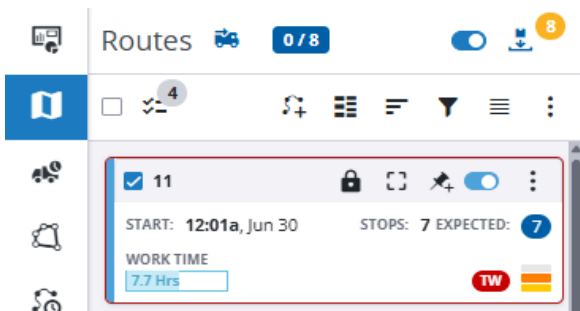 Routes 0/8 8
4
11
START: 12:01a, Jun 30 STOPS: 7 EXPECTED: 7
WORK TIME
7.7 Hrs TW